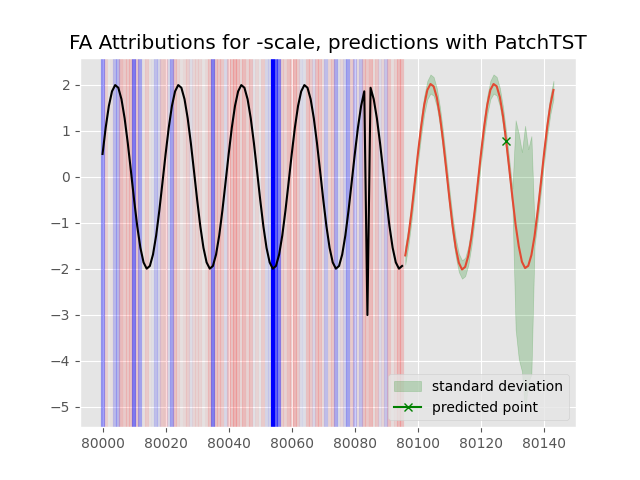 FA Attributions for -scale, predictions with PatchTST
2
1
0
−1
−2
−3
−4
−5
standard deviation
predicted point
80000 80020 80040 80060 80080 80100 80120 80140